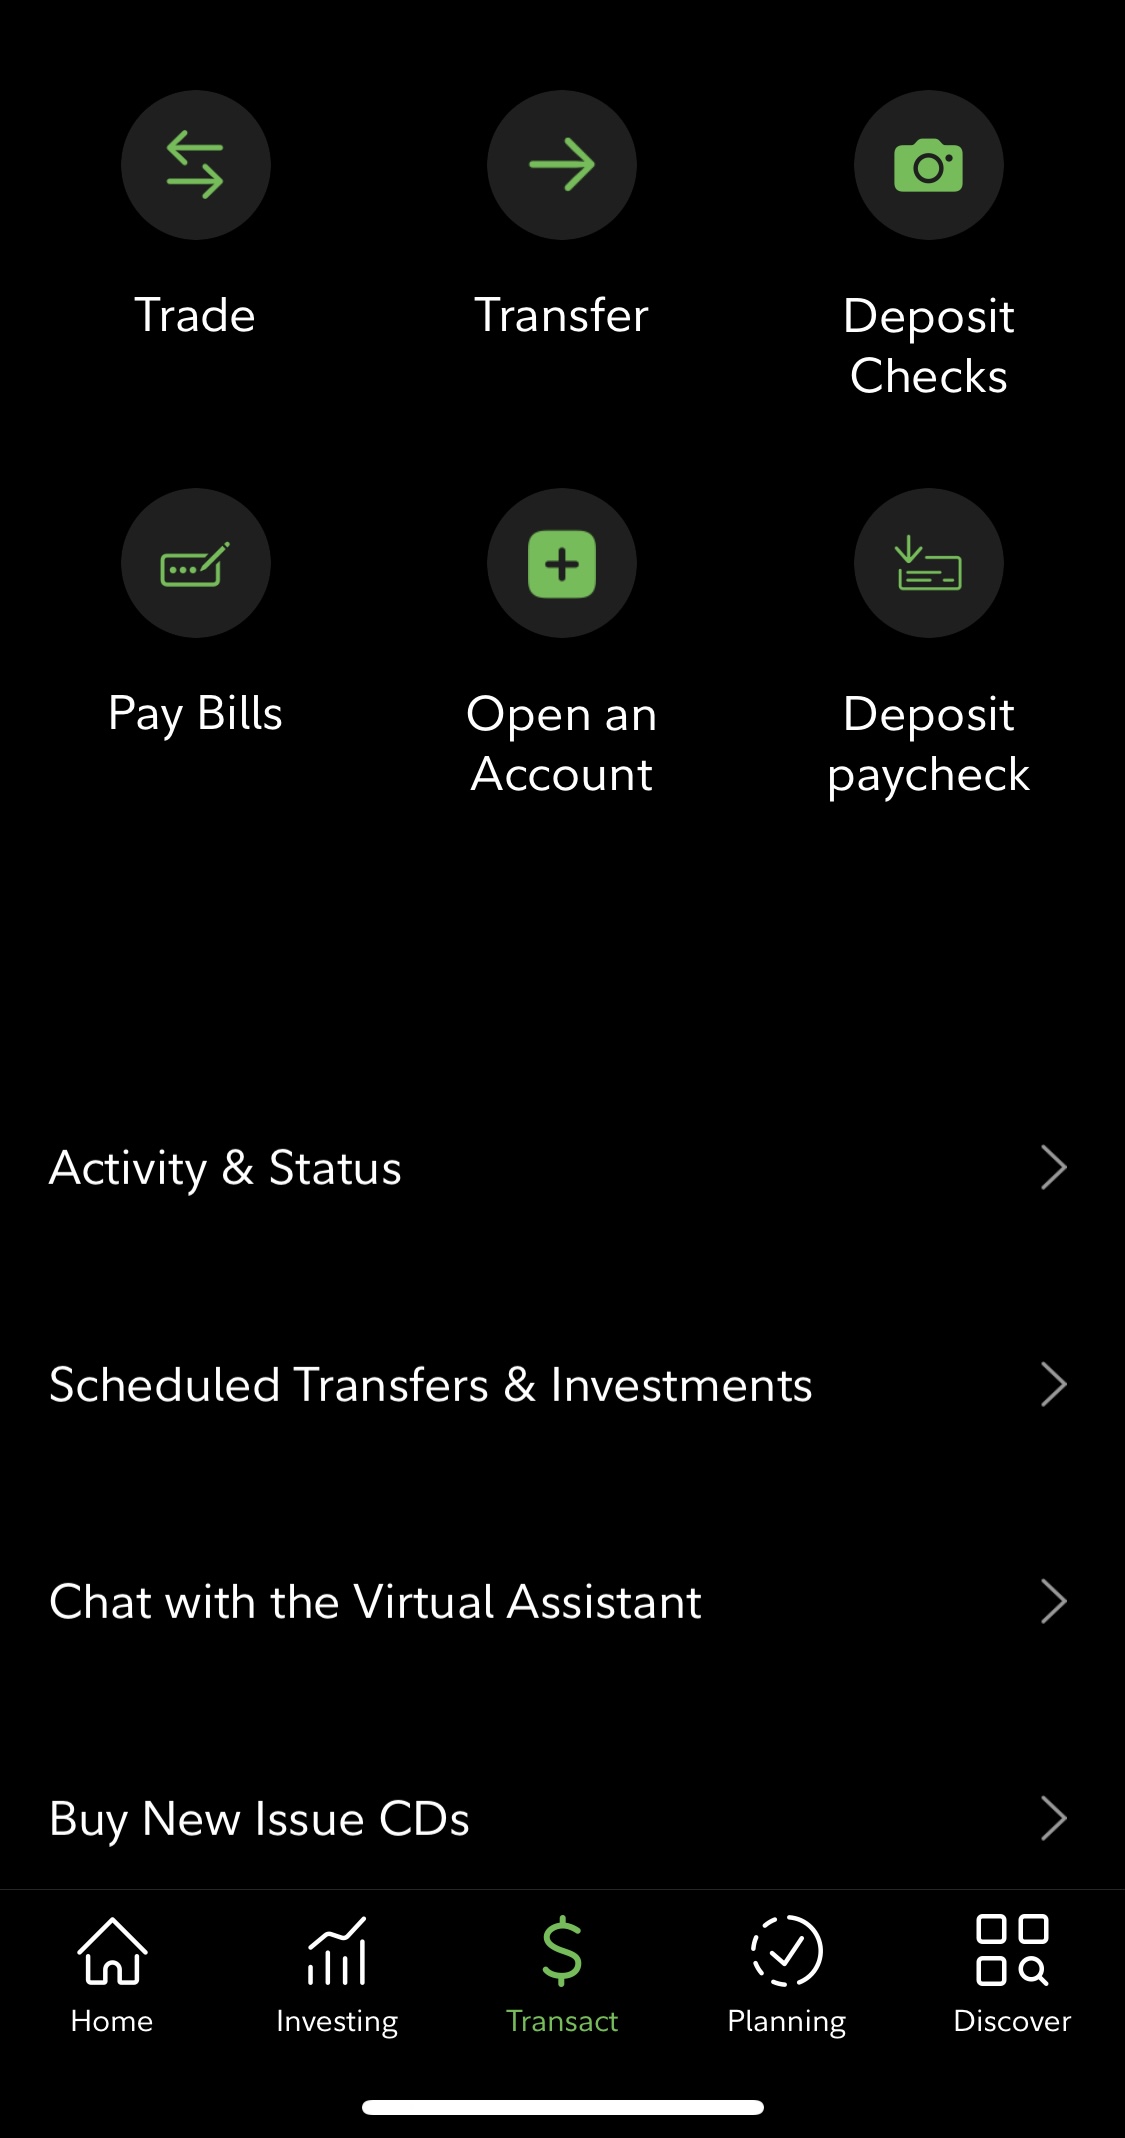 Trade
Transfer
Deposit
Checks
Pay Bills
Open an
Account
Deposit
paycheck
Activity & Status
Scheduled Transfers & Investments
Chat with the Virtual Assistant
Buy New Issue CDs
Home
Investing
Transact
Planning
Discover